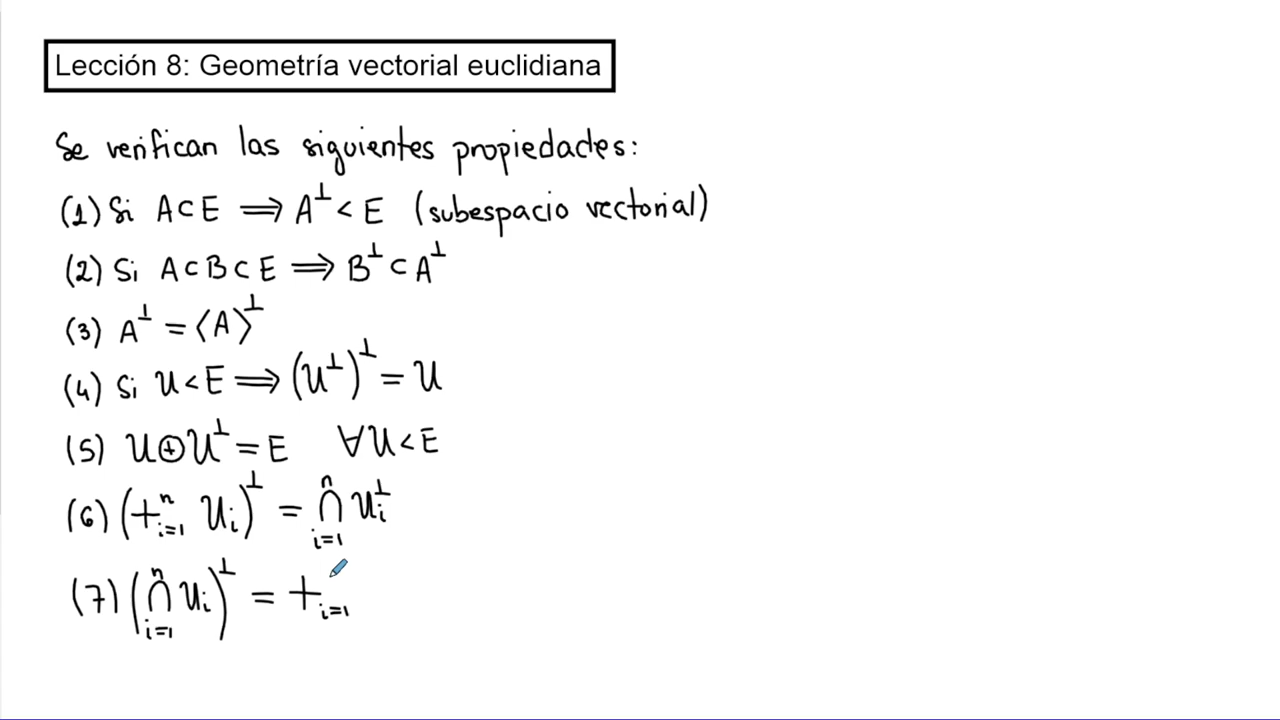 Lección 8: Geometría vectorial euclidiana
Se verifican las siguientes propiedades:
(1) Si A⊂E ⟹ A^⊥ < E (subespacio vectorial)
(2) Si A⊂B⊂E ⟹ B^⊥ ⊂ A^⊥
(3) A^⊥ = ⟨A⟩^⊥
(4) Si U<E ⟹ (U^⊥)^⊥ = U
(5) U⊕U^⊥ = E ∀U<E
(6) (+_{i=1}^n U_i)^⊥ = ⋂_{i=1}^n U_i^⊥
(7) (⋂_{i=1}^n U_i)^⊥ = +_{i=1}